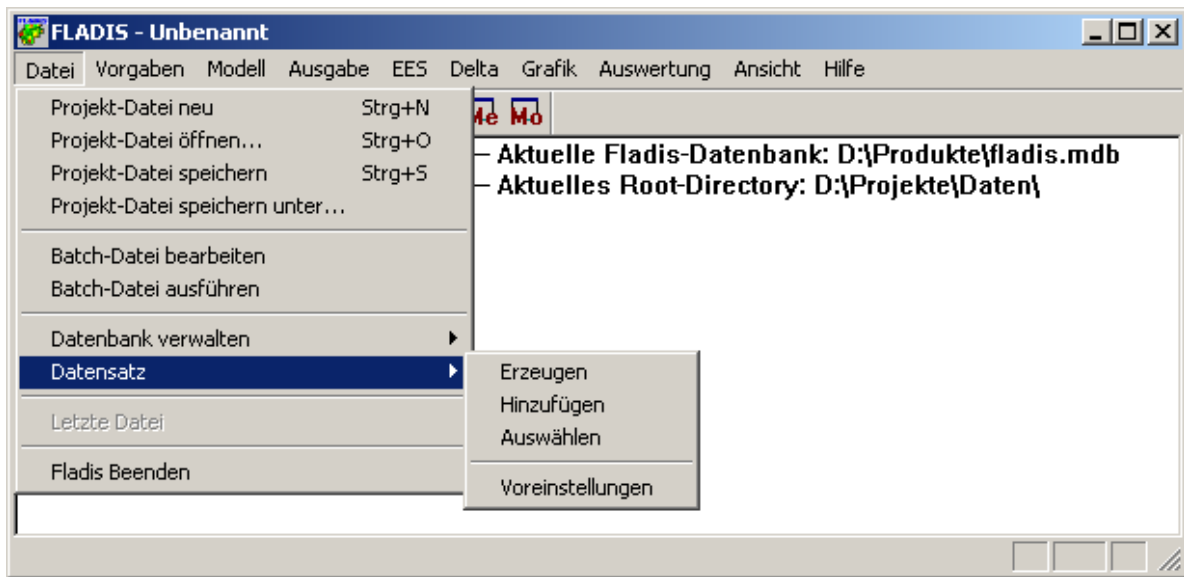 FLADIS - Unbenannt
Datei Vorgaben Modell Ausgabe EES Delta Grafik Auswertung Ansicht Hilfe
Projekt-Datei neu Strg+N
Projekt-Datei öffnen... Strg+O
Projekt-Datei speichern Strg+S
Projekt-Datei speichern unter...
Batch-Datei bearbeiten
Batch-Datei ausführen
Datenbank verwalten
Datensatz
Letzte Datei
Fladis Beenden
Me Mo
— Aktuelle Fladis-Datenbank: D:\Produkte\fladis.mdb
— Aktuelles Root-Directory: D:\Projekte\Daten\
Erzeugen
Hinzufügen
Auswählen
Voreinstellungen